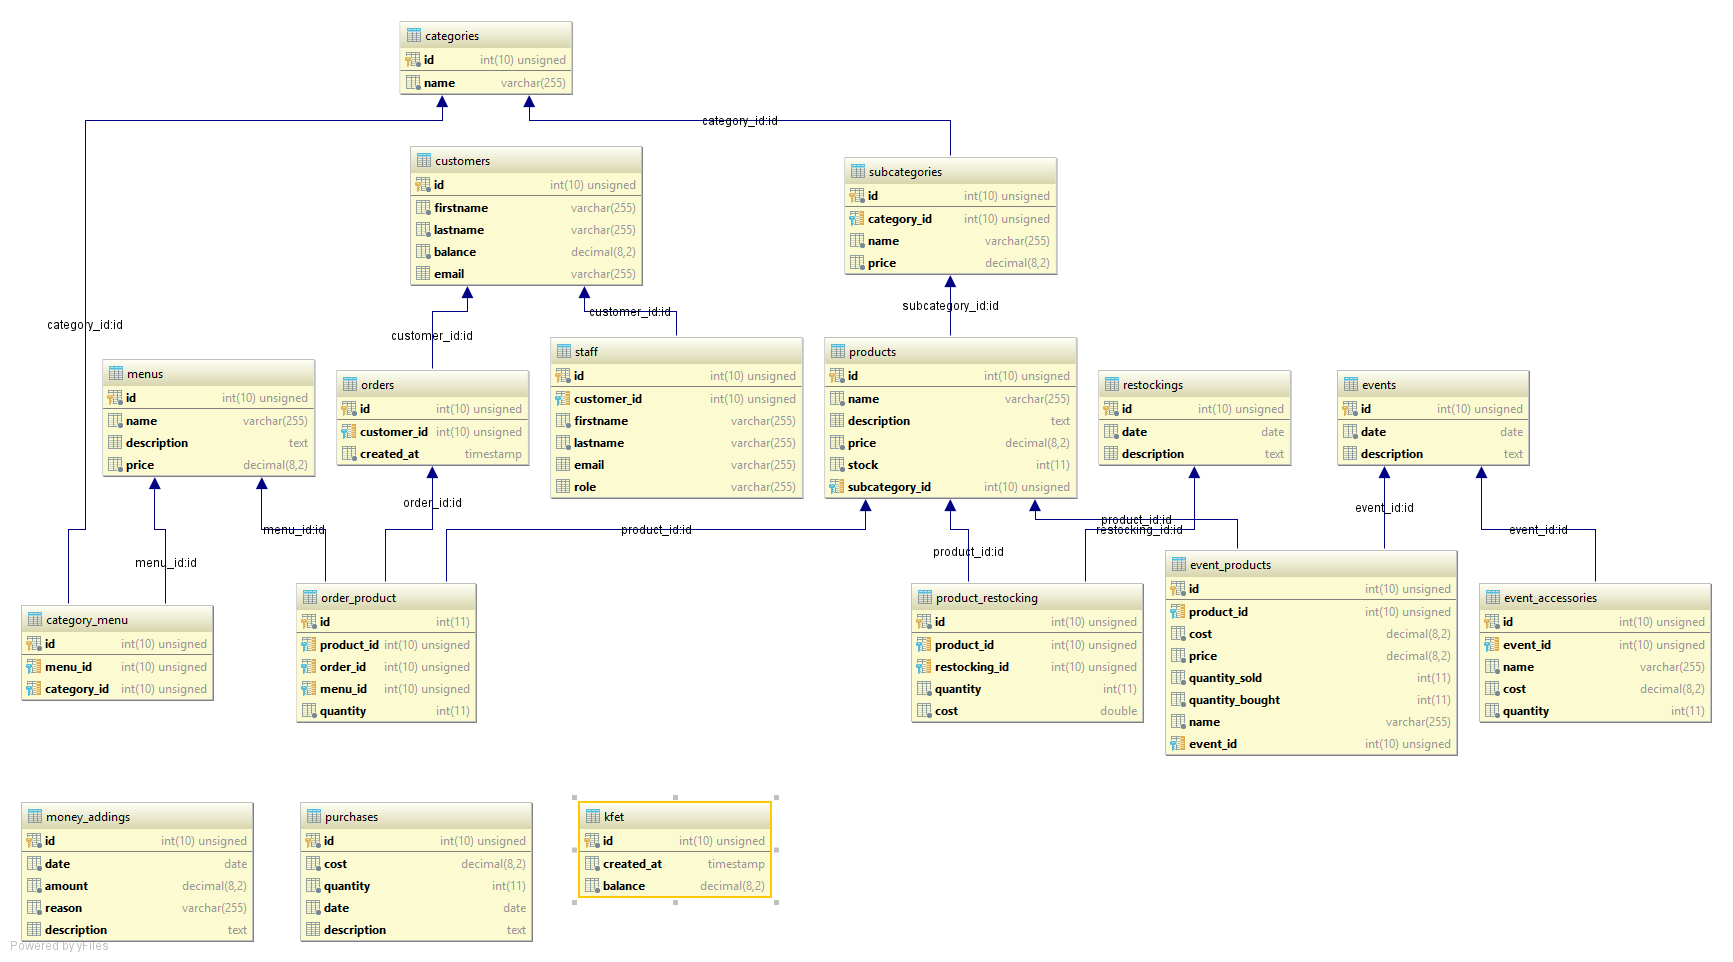 categories
id int(10) unsigned
name varchar(255)
category_id:id
customers
id int(10) unsigned
firstname varchar(255)
lastname varchar(255)
balance decimal(8,2)
email varchar(255)
subcategories
id int(10) unsigned
category_id int(10) unsigned
name varchar(255)
price decimal(8,2)
category_id:id
customer_id:id
customer_id:id
subcategory_id:id
menus
id int(10) unsigned
name varchar(255)
description text
price decimal(8,2)
orders
id int(10) unsigned
customer_id int(10) unsigned
created_at timestamp
staff
id int(10) unsigned
customer_id int(10) unsigned
firstname varchar(255)
lastname varchar(255)
email varchar(255)
role varchar(255)
products
id int(10) unsigned
name varchar(255)
description text
price decimal(8,2)
stock int(11)
subcategory_id int(10) unsigned
restockings
id int(10) unsigned
date date
description text
events
id int(10) unsigned
date date
description text
order_id:id
menu_id:id
menu_id:id
product_id:id
product_id:id
product_id:id
restocking_id:id
event_id:id
event_id:id
category_menu
id int(10) unsigned
menu_id int(10) unsigned
category_id int(10) unsigned
order_product
id int(11)
product_id int(10) unsigned
order_id int(10) unsigned
menu_id int(10) unsigned
quantity int(11)
product_restocking
id int(10) unsigned
product_id int(10) unsigned
restocking_id int(10) unsigned
quantity int(11)
cost double
event_products
id int(10) unsigned
product_id int(10) unsigned
cost decimal(8,2)
price decimal(8,2)
quantity_sold int(11)
quantity_bought int(11)
name varchar(255)
event_id int(10) unsigned
event_accessories
id int(10) unsigned
event_id int(10) unsigned
name varchar(255)
cost decimal(8,2)
quantity int(11)
money_addings
id int(10) unsigned
date date
amount decimal(8,2)
reason varchar(255)
description text
purchases
id int(10) unsigned
cost decimal(8,2)
quantity int(11)
date date
description text
kfet
id int(10) unsigned
created_at timestamp
balance decimal(8,2)
Powered by yFiles